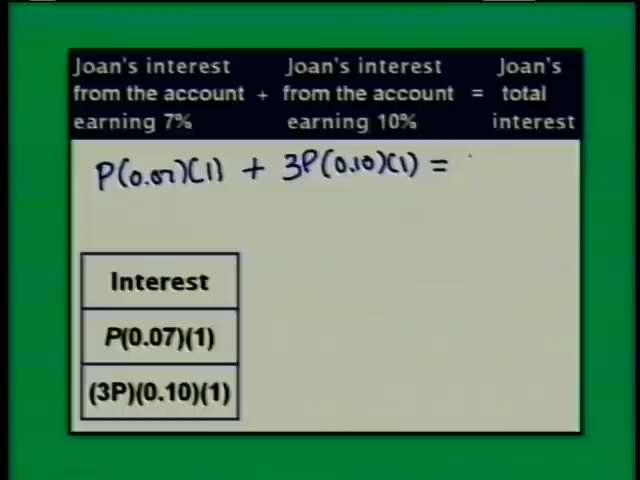 Joan's interest from the account earning 7% + Joan's interest from the account earning 10% = Joan's total interest
P(0.07)(1) + 3P(0.10)(1) =
Interest
P(0.07)(1)
(3P)(0.10)(1)